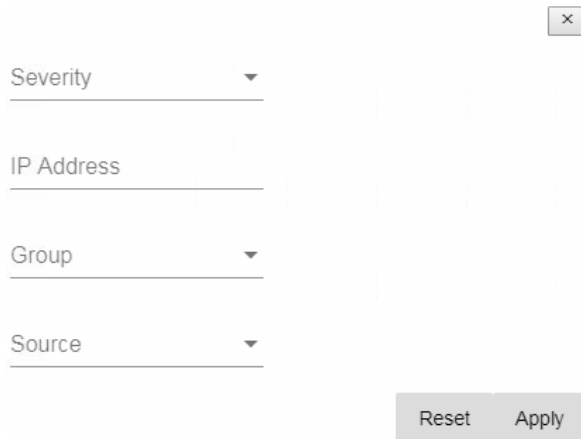 ×
Severity
IP Address
Group
Source
Reset Apply